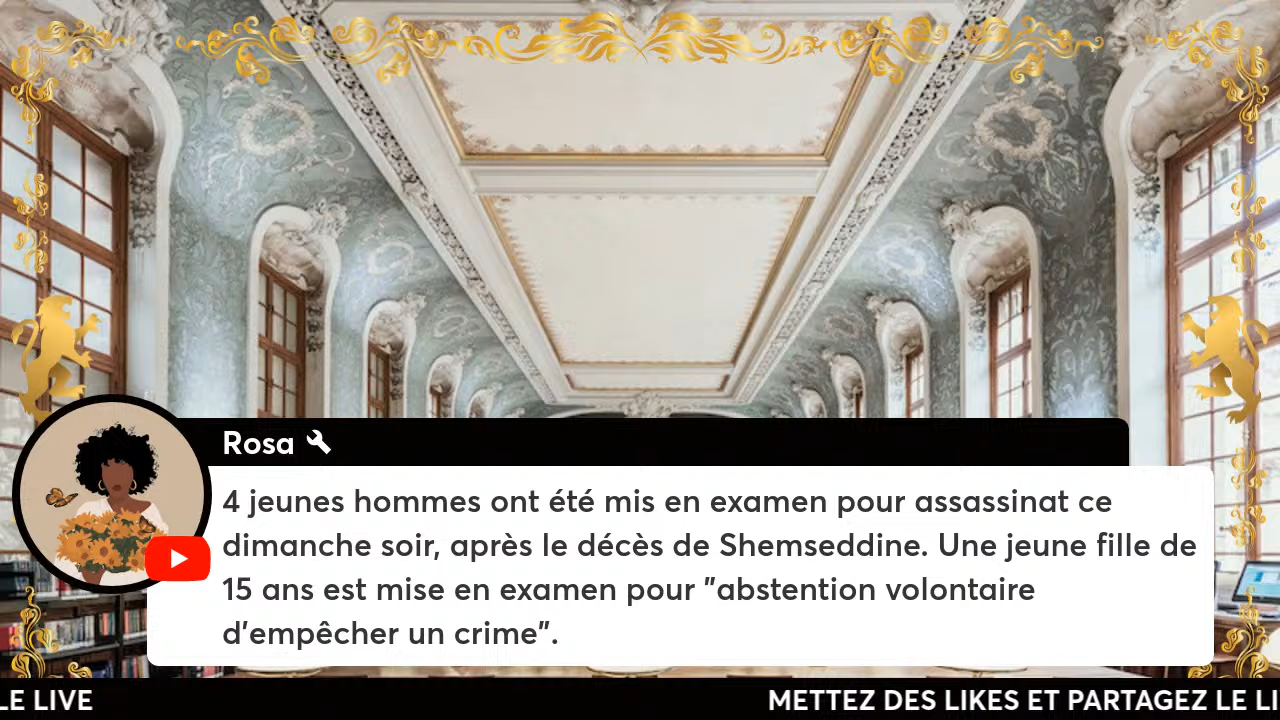 Rosa
4 jeunes hommes ont été mis en examen pour assassinat ce
dimanche soir, après le décès de Shemseddine. Une jeune fille de
15 ans est mise en examen pour "abstention volontaire
d'empêcher un crime".
LE LIVE
METTEZ DES LIKES ET PARTAGEZ LE LI